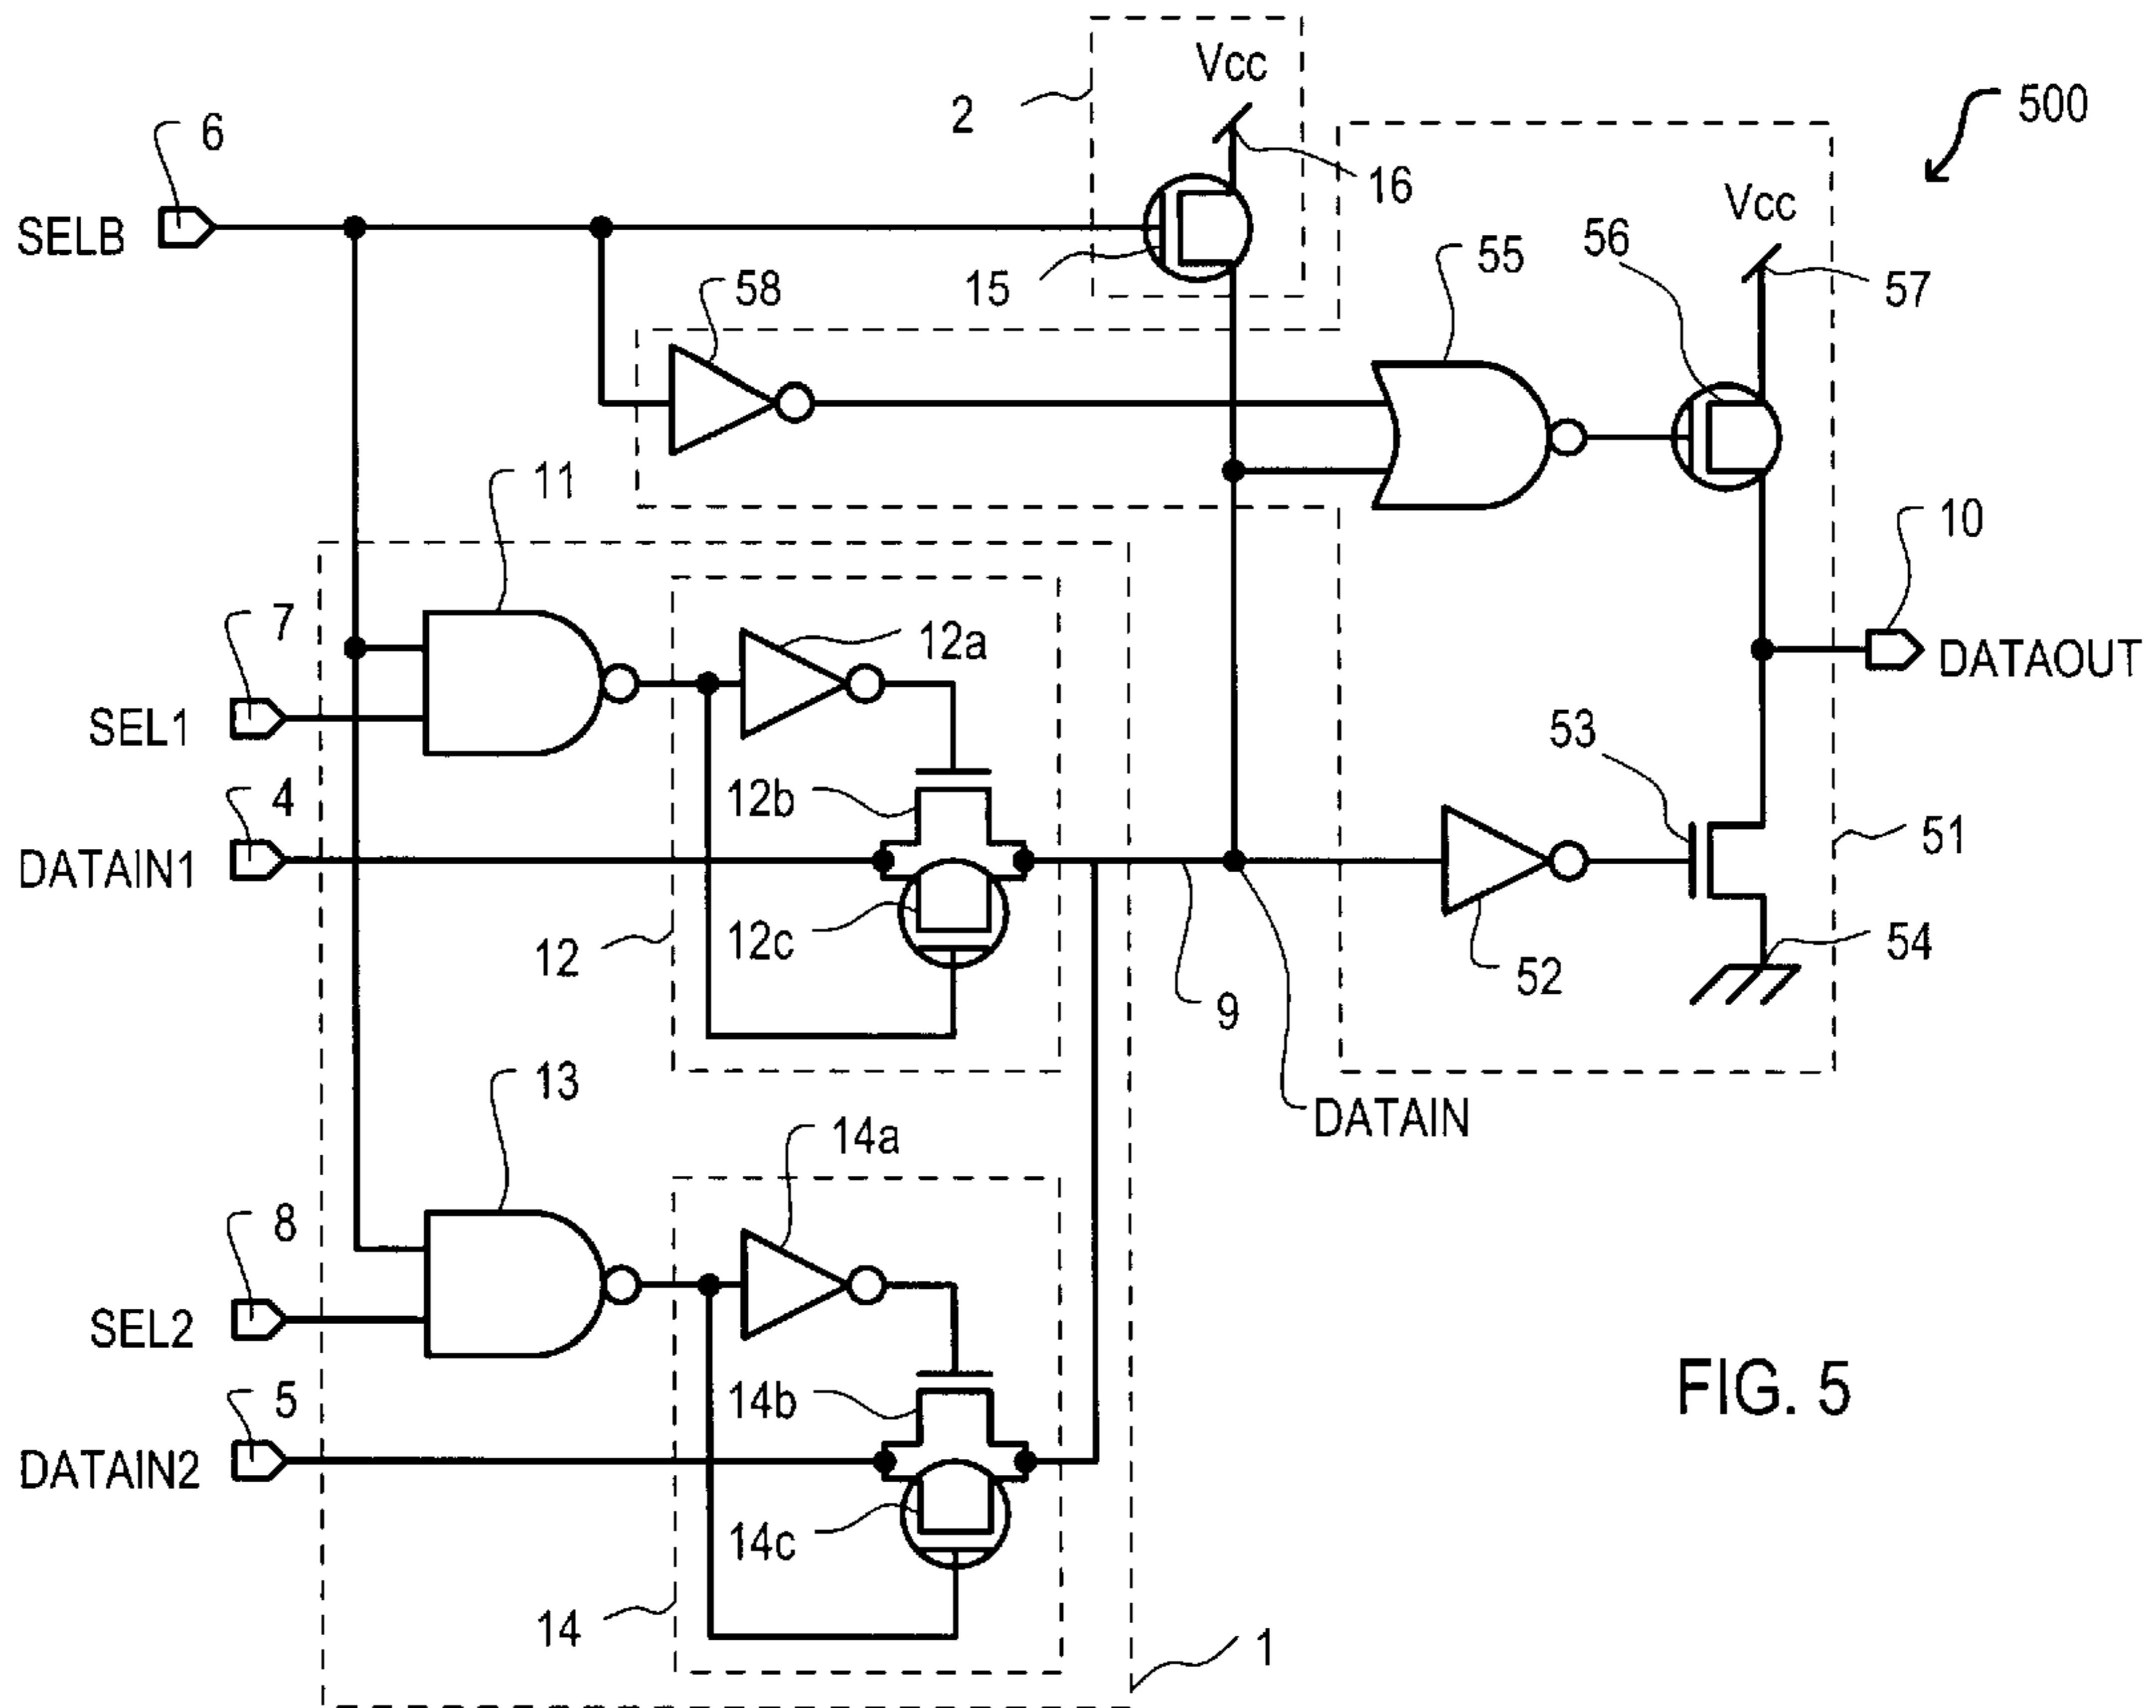 Vcc
2
500
6
16
Vcc
SELB
56
55
15
58
57
11
10
7
12a
DATAOUT
SEL1
53
4
12b
51
DATAIN1
12c
54
12
52
9
13
DATAIN
14a
8
SEL2
FIG. 5
5
14b
DATAIN2
14c
14
1